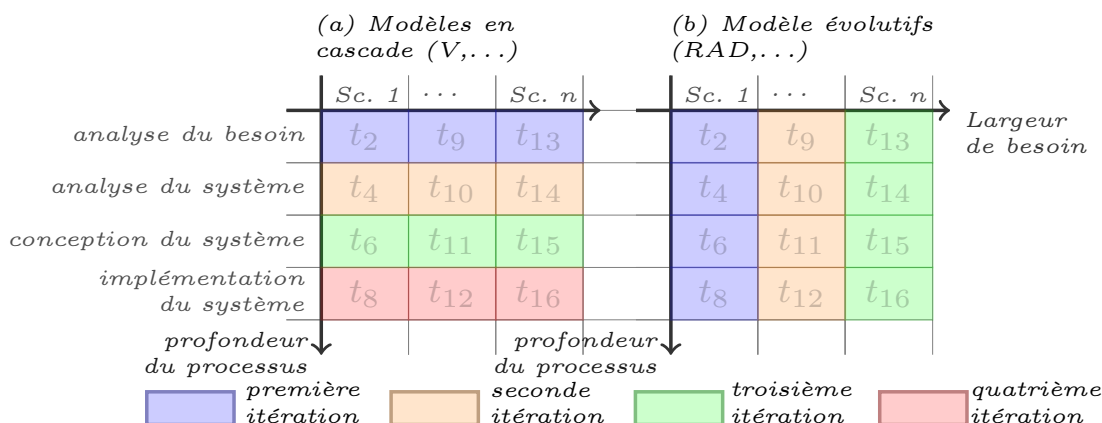 (a) Modèles en
cascade (V,...)
(b) Modèle évolutifs
(RAD,...)
Sc. 1 ... Sc. n
Sc. 1 ... Sc. n
Largeur
de besoin
analyse du besoin
t2 t9 t13
t2 t9 t13
analyse du système
t4 t10 t14
t4 t10 t14
conception du système
t6 t11 t15
t6 t11 t15
implémentation
du système
t8 t12 t16
t8 t12 t16
profondeur
du processus
profondeur
du processus
première
itération
seconde
itération
troisième
itération
quatrième
itération